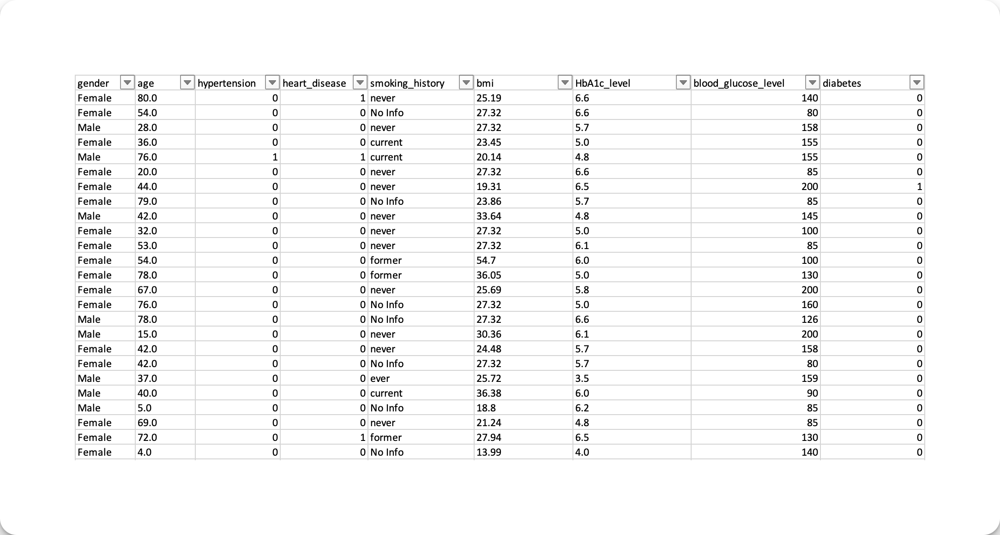 gender age hypertension heart_disease smoking_history bmi HbA1c_level blood_glucose_level diabetes
Female 80.0 0 1 never 25.19 6.6 140 0
Female 54.0 0 0 No Info 27.32 6.6 80 0
Male 28.0 0 0 never 27.32 5.7 158 0
Female 36.0 0 0 current 23.45 5.0 155 0
Male 76.0 1 1 current 20.14 4.8 155 0
Female 20.0 0 0 never 27.32 6.6 85 0
Female 44.0 0 0 never 19.31 6.5 200 1
Female 79.0 0 0 No Info 23.86 5.7 85 0
Male 42.0 0 0 never 33.64 4.8 145 0
Female 32.0 0 0 never 27.32 5.0 100 0
Female 53.0 0 0 never 27.32 6.1 85 0
Female 54.0 0 0 former 54.7 6.0 100 0
Female 78.0 0 0 former 36.05 5.0 130 0
Female 67.0 0 0 never 25.69 5.8 200 0
Female 76.0 0 0 No Info 27.32 5.0 160 0
Male 78.0 0 0 No Info 27.32 6.6 126 0
Male 15.0 0 0 never 30.36 6.1 200 0
Female 42.0 0 0 never 24.48 5.7 158 0
Female 42.0 0 0 No Info 27.32 5.7 80 0
Male 37.0 0 0 ever 25.72 3.5 159 0
Male 40.0 0 0 current 36.38 6.0 90 0
Male 5.0 0 0 No Info 18.8 6.2 85 0
Female 69.0 0 0 never 21.24 4.8 85 0
Female 72.0 0 1 former 27.94 6.5 130 0
Female 4.0 0 0 No Info 13.99 4.0 140 0